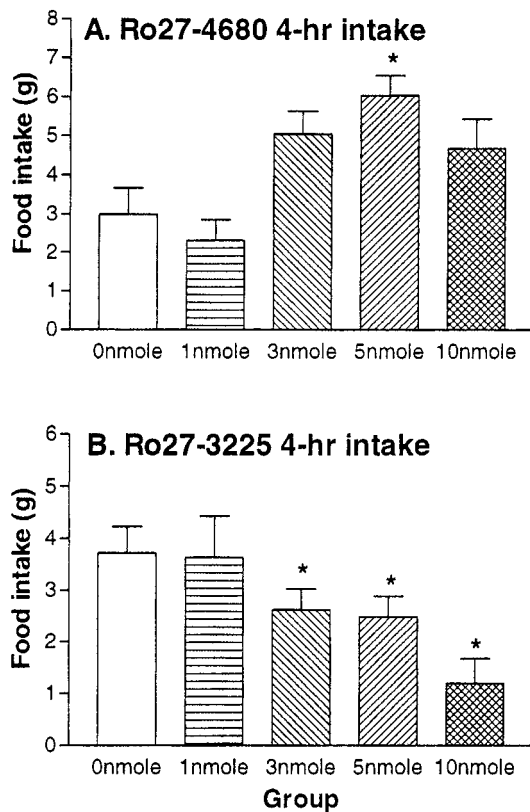 A. Ro27-4680 4-hr intake
Food intake (g)
8
7
6
5
4
3
2
1
0
*
0nmole 1nmole 3nmole 5nmole 10nmole
B. Ro27-3225 4-hr intake
Food intake (g)
6
5
4
3
2
1
0
* * *
0nmole 1nmole 3nmole 5nmole 10nmole
Group